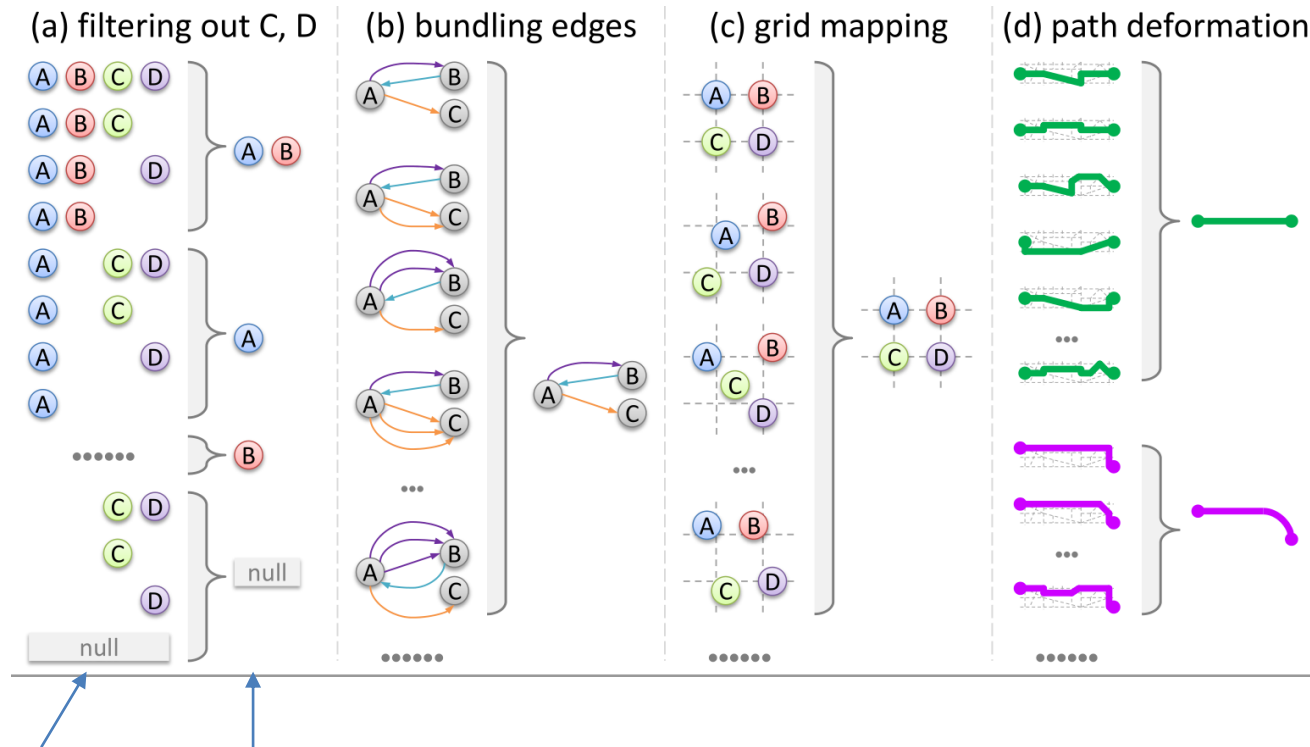 (a) filtering out C, D
A B C D
A B C
A B D
A B
A B
A C D
A C
A D
A
A
......
B
C D
C
D
null
null
(b) bundling edges
A B C
A B C
A B C
A B C
...
A B C
......
A B C
(c) grid mapping
A B
C D
A B
C D
A B
C
D
...
A B
C D
......
A B
C D
(d) path deformation
...
...
......